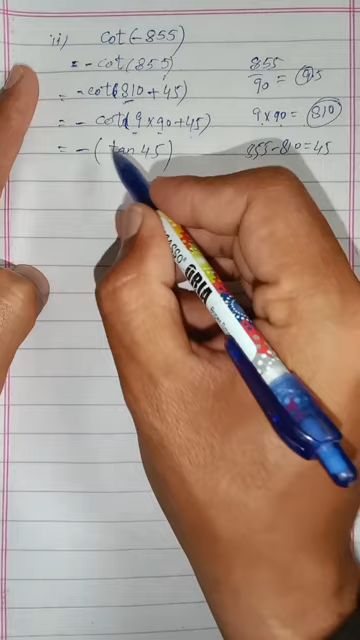 ii) cot(-855)
= -cot(855)
855/90 = 9.5
= -cot(810 + 45)
= - cot(9 × 90 + 45)
9 × 90 = 810
= - (tan 45)
855 - 810 = 45
GRIA